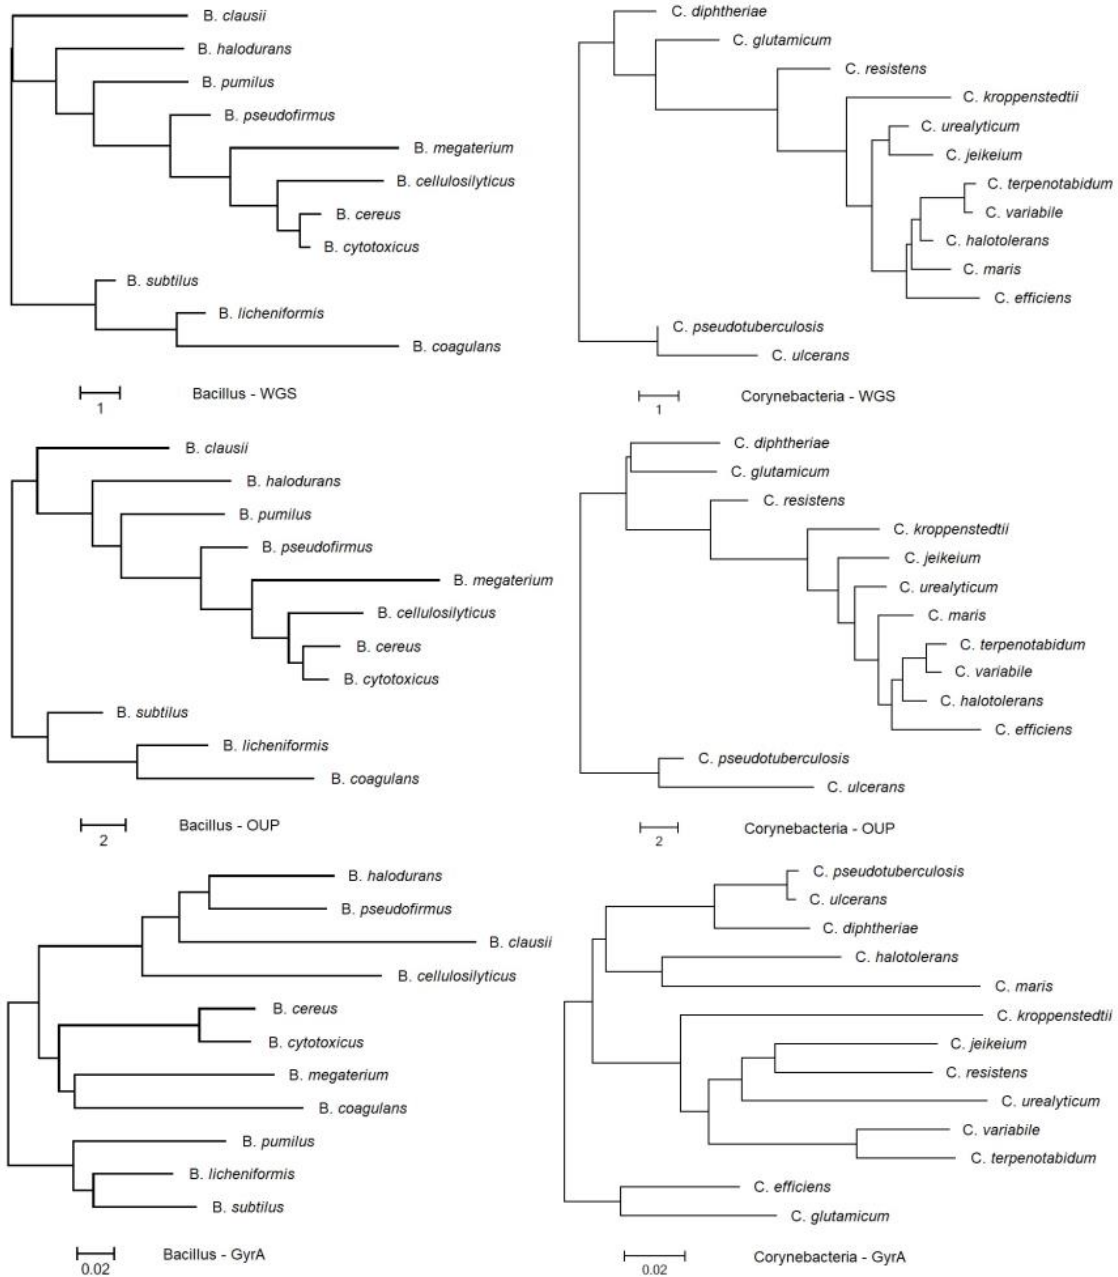 B. clausii
B. halodurans
B. pumilus
B. pseudofirmus
B. megaterium
B. cellulosilyticus
B. cereus
B. cytotoxicus
B. subtilus
B. licheniformis
B. coagulans
1
Bacillus - WGS
C. diphtheriae
C. glutamicum
C. resistens
C. kroppenstedtii
C. urealyticum
C. jeikeium
C. terpenotabidum
C. variabile
C. halotolerans
C. maris
C. efficiens
C. pseudotuberculosis
C. ulcerans
1
Corynebacteria - WGS
B. clausii
B. halodurans
B. pumilus
B. pseudofirmus
B. megaterium
B. cellulosilyticus
B. cereus
B. cytotoxicus
B. subtilus
B. licheniformis
B. coagulans
2
Bacillus - OUP
C. diphtheriae
C. glutamicum
C. resistens
C. kroppenstedtii
C. jeikeium
C. urealyticum
C. maris
C. terpenotabidum
C. variabile
C. halotolerans
C. efficiens
C. pseudotuberculosis
C. ulcerans
2
Corynebacteria - OUP
B. halodurans
B. pseudofirmus
B. clausii
B. cellulosilyticus
B. cereus
B. cytotoxicus
B. megaterium
B. coagulans
B. pumilus
B. licheniformis
B. subtilus
0.02
Bacillus - GyrA
C. pseudotuberculosis
C. ulcerans
C. diphtheriae
C. halotolerans
C. maris
C. kroppenstedtii
C. jeikeium
C. resistens
C. urealyticum
C. variabile
C. terpenotabidum
C. efficiens
C. glutamicum
0.02
Corynebacteria - GyrA